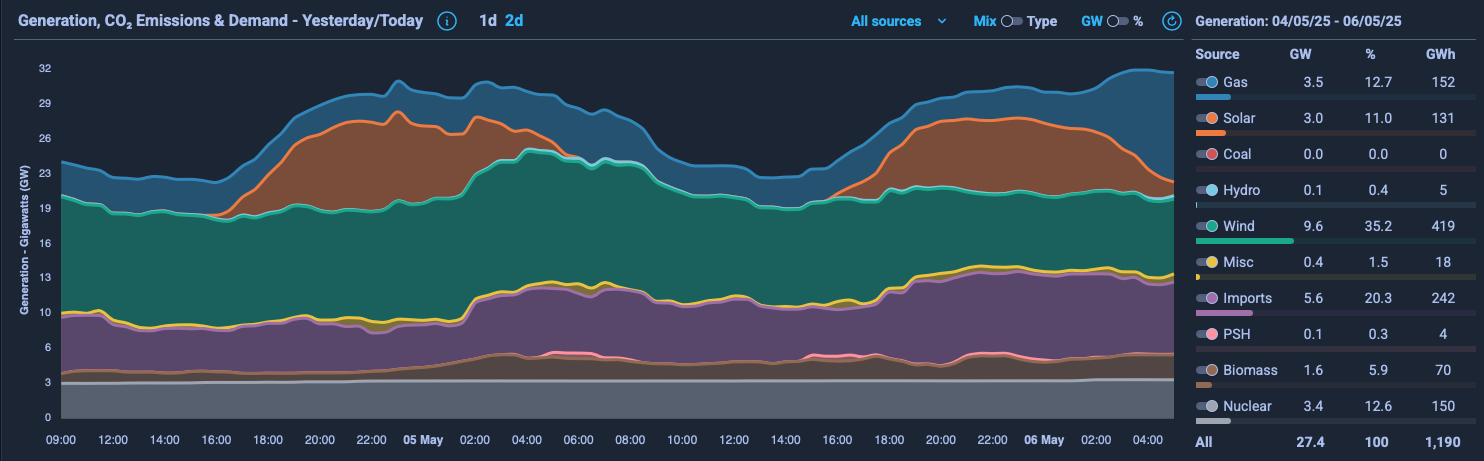 Generation, CO₂ Emissions & Demand - Yesterday/Today i 1d 2d All sources Mix Type GW %
Generation - Gigawatts (GW)
32
29
26
23
19
16
13
10
6
3
0
09:00 12:00 14:00 16:00 18:00 20:00 22:00 05 May 02:00 04:00 06:00 08:00 10:00 12:00 14:00 16:00 18:00 20:00 22:00 06 May 02:00 04:00
Generation: 04/05/25 - 06/05/25
Source GW % GWh
Gas 3.5 12.7 152
Solar 3.0 11.0 131
Coal 0.0 0.0 0
Hydro 0.1 0.4 5
Wind 9.6 35.2 419
Misc 0.4 1.5 18
Imports 5.6 20.3 242
PSH 0.1 0.3 4
Biomass 1.6 5.9 70
Nuclear 3.4 12.6 150
All 27.4 100 1,190